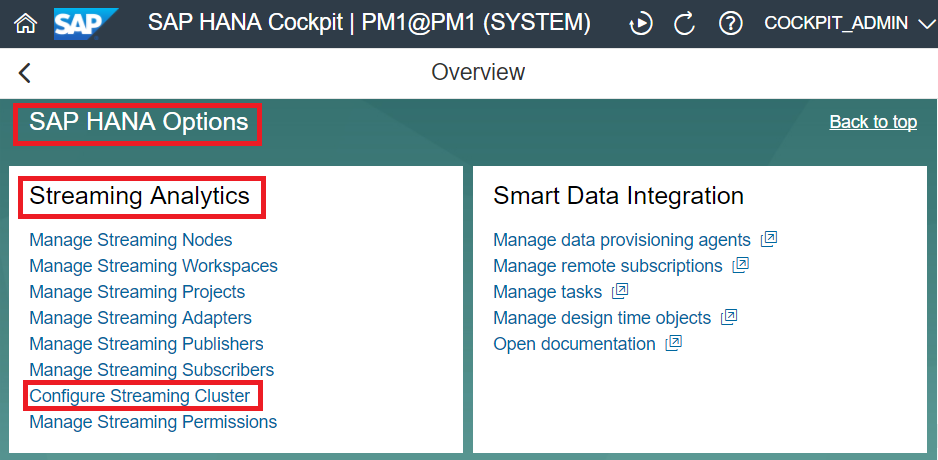 SAP SAP HANA Cockpit | PM1@PM1 (SYSTEM) COCKPIT_ADMIN
Overview
SAP HANA Options
Back to top
Streaming Analytics
Manage Streaming Nodes
Manage Streaming Workspaces
Manage Streaming Projects
Manage Streaming Adapters
Manage Streaming Publishers
Manage Streaming Subscribers
Configure Streaming Cluster
Manage Streaming Permissions
Smart Data Integration
Manage data provisioning agents
Manage remote subscriptions
Manage tasks
Manage design time objects
Open documentation